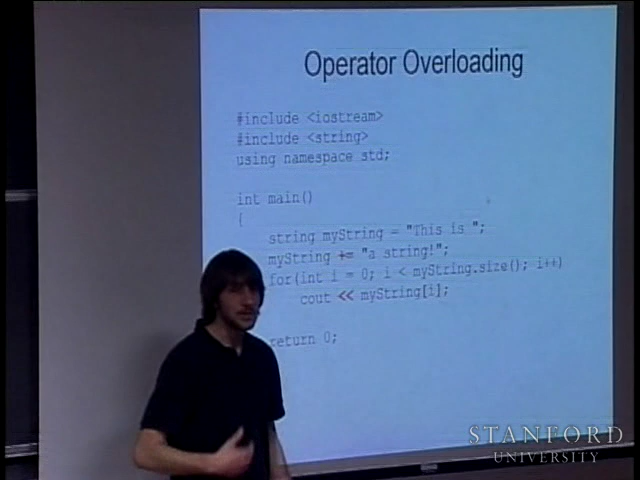 Operator Overloading
#include <iostream>
#include <string>
using namespace std;
int main()
{
string myString = "This is ";
myString += "a string!";
for(int i = 0; i < myString.size(); i++)
cout << myString[i];
return 0;
STANFORD
UNIVERSITY